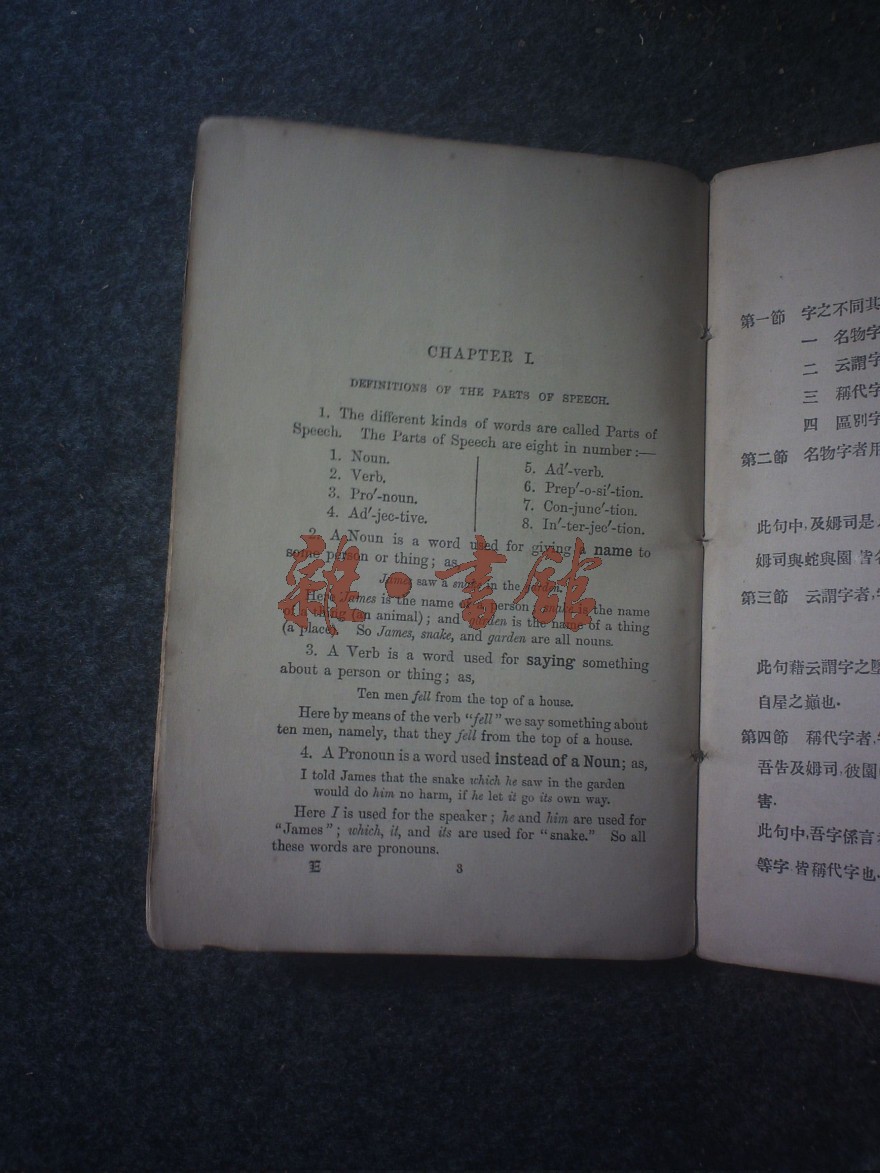 CHAPTER I.
DEFINITIONS OF THE PARTS OF SPEECH.
1. The different kinds of words are called Parts of
Speech. The Parts of Speech are eight in number:—
1. Noun.
2. Verb.
3. Pro′-noun.
4. Ad′-jec-tive.
5. Ad′-verb.
6. Prep′-o-si′-tion.
7. Con-junc′-tion.
8. In′-ter-jec′-tion.
2. A Noun is a word used for giving a name to
some person or thing; as,
James saw a snake in the garden.
Here James is the name of a person; snake is the name
of a thing (an animal); and garden is the name of a thing
(a place). So James, snake, and garden are all nouns.
3. A Verb is a word used for saying something
about a person or thing; as,
Ten men fell from the top of a house.
Here by means of the verb "fell" we say something about
ten men, namely, that they fell from the top of a house.
4. A Pronoun is a word used instead of a Noun; as,
I told James that the snake which he saw in the garden
would do him no harm, if he let it go its own way.
Here I is used for the speaker; he and him are used for
"James"; which, it, and its are used for "snake." So all
these words are pronouns.
E 3
雜·書館
第一節 字之不同其
一 名物字
二 云謂字
三 稱代字
四 區別字
第二節 名物字者用
此句中,及姆司是
姆司與蛇與園皆名
第三節 云謂字者,
此句藉云謂字之墜
自屋之巔也.
第四節 稱代字者,
吾告及姆司,彼園
害.
此句中,吾字係言
等字皆稱代字也.